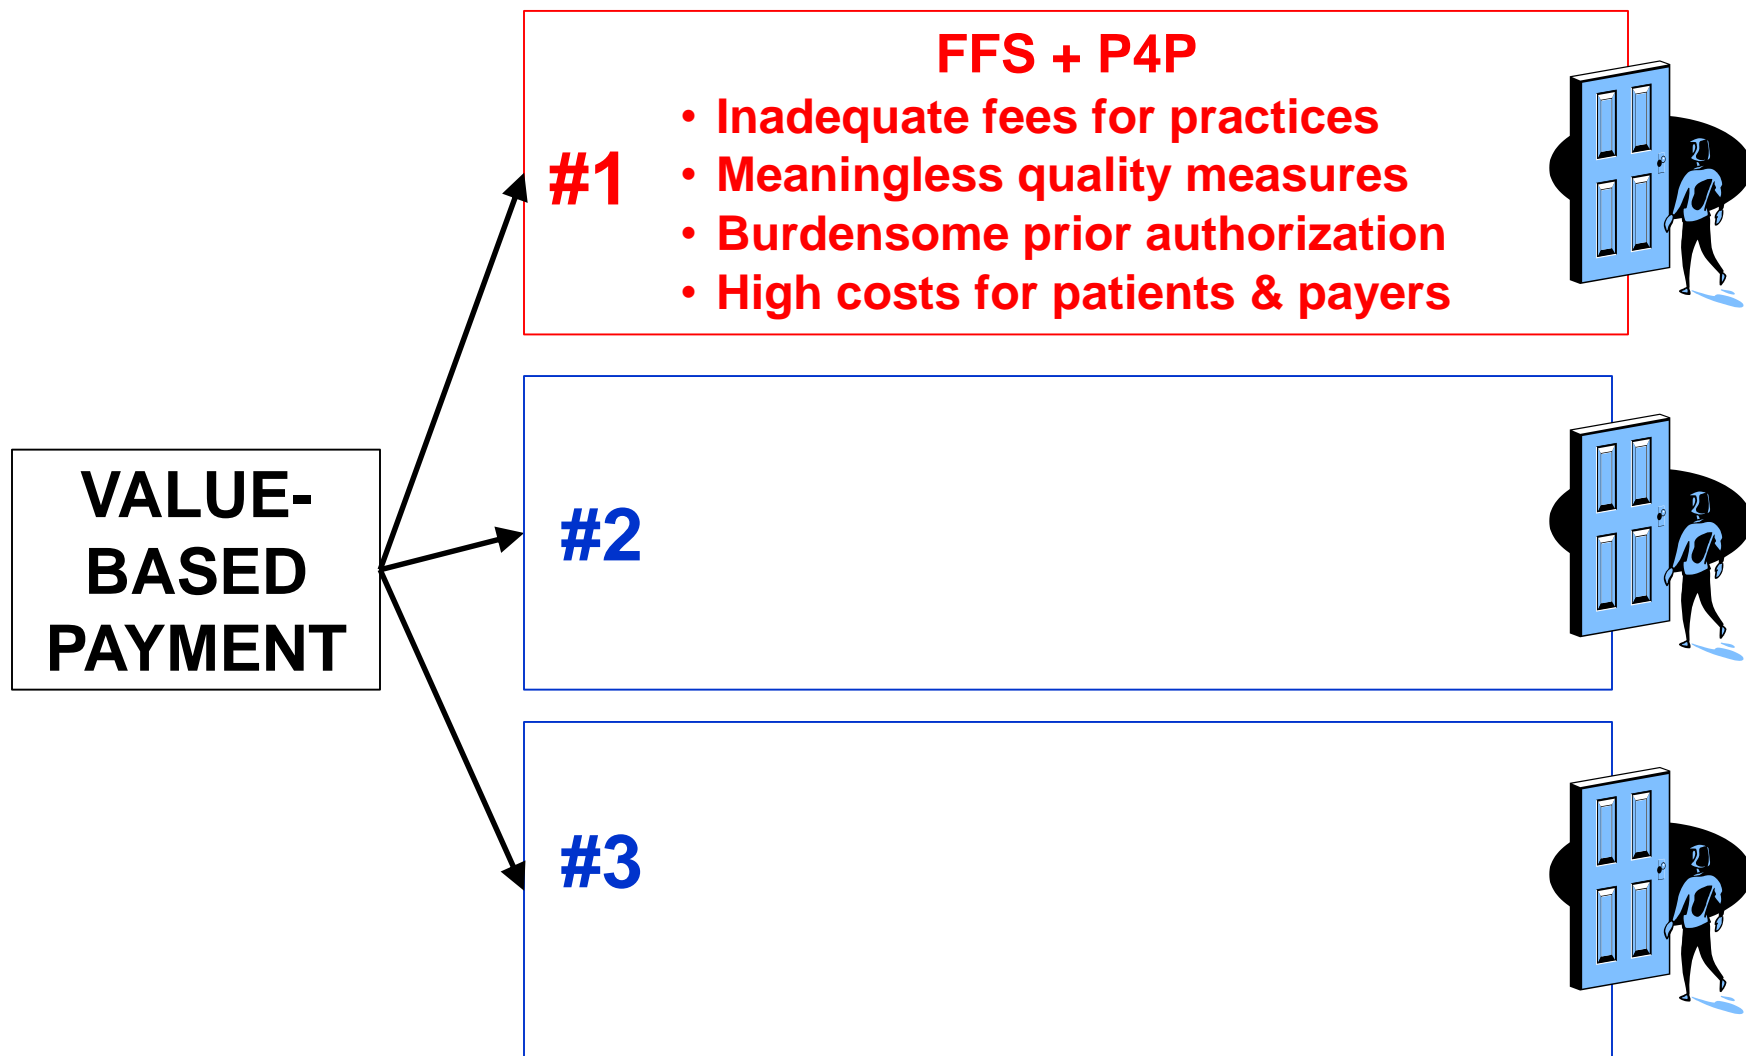 FFS + P4P
#1
• Inadequate fees for practices
• Meaningless quality measures
• Burdensome prior authorization
• High costs for patients & payers
VALUE-
BASED
PAYMENT
#2
#3